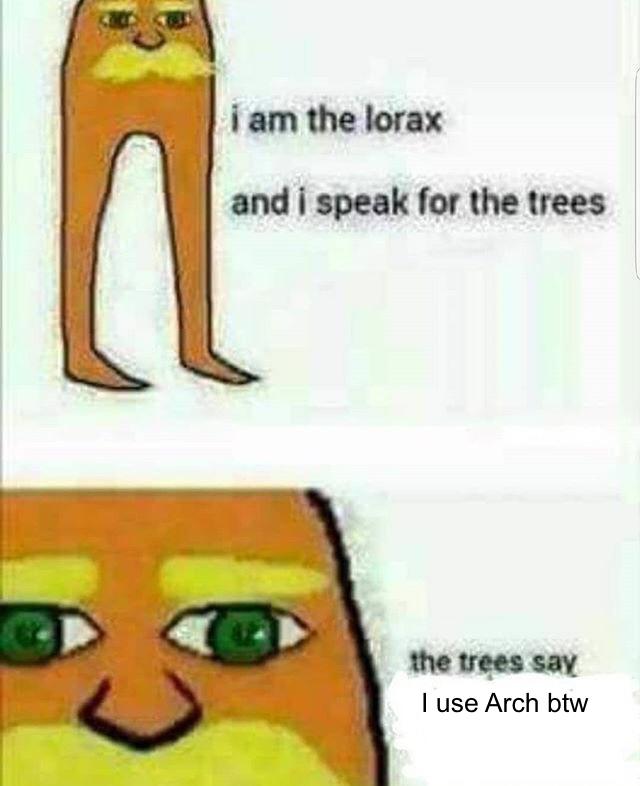 i am the lorax
and i speak for the trees
the trees say
I use Arch btw